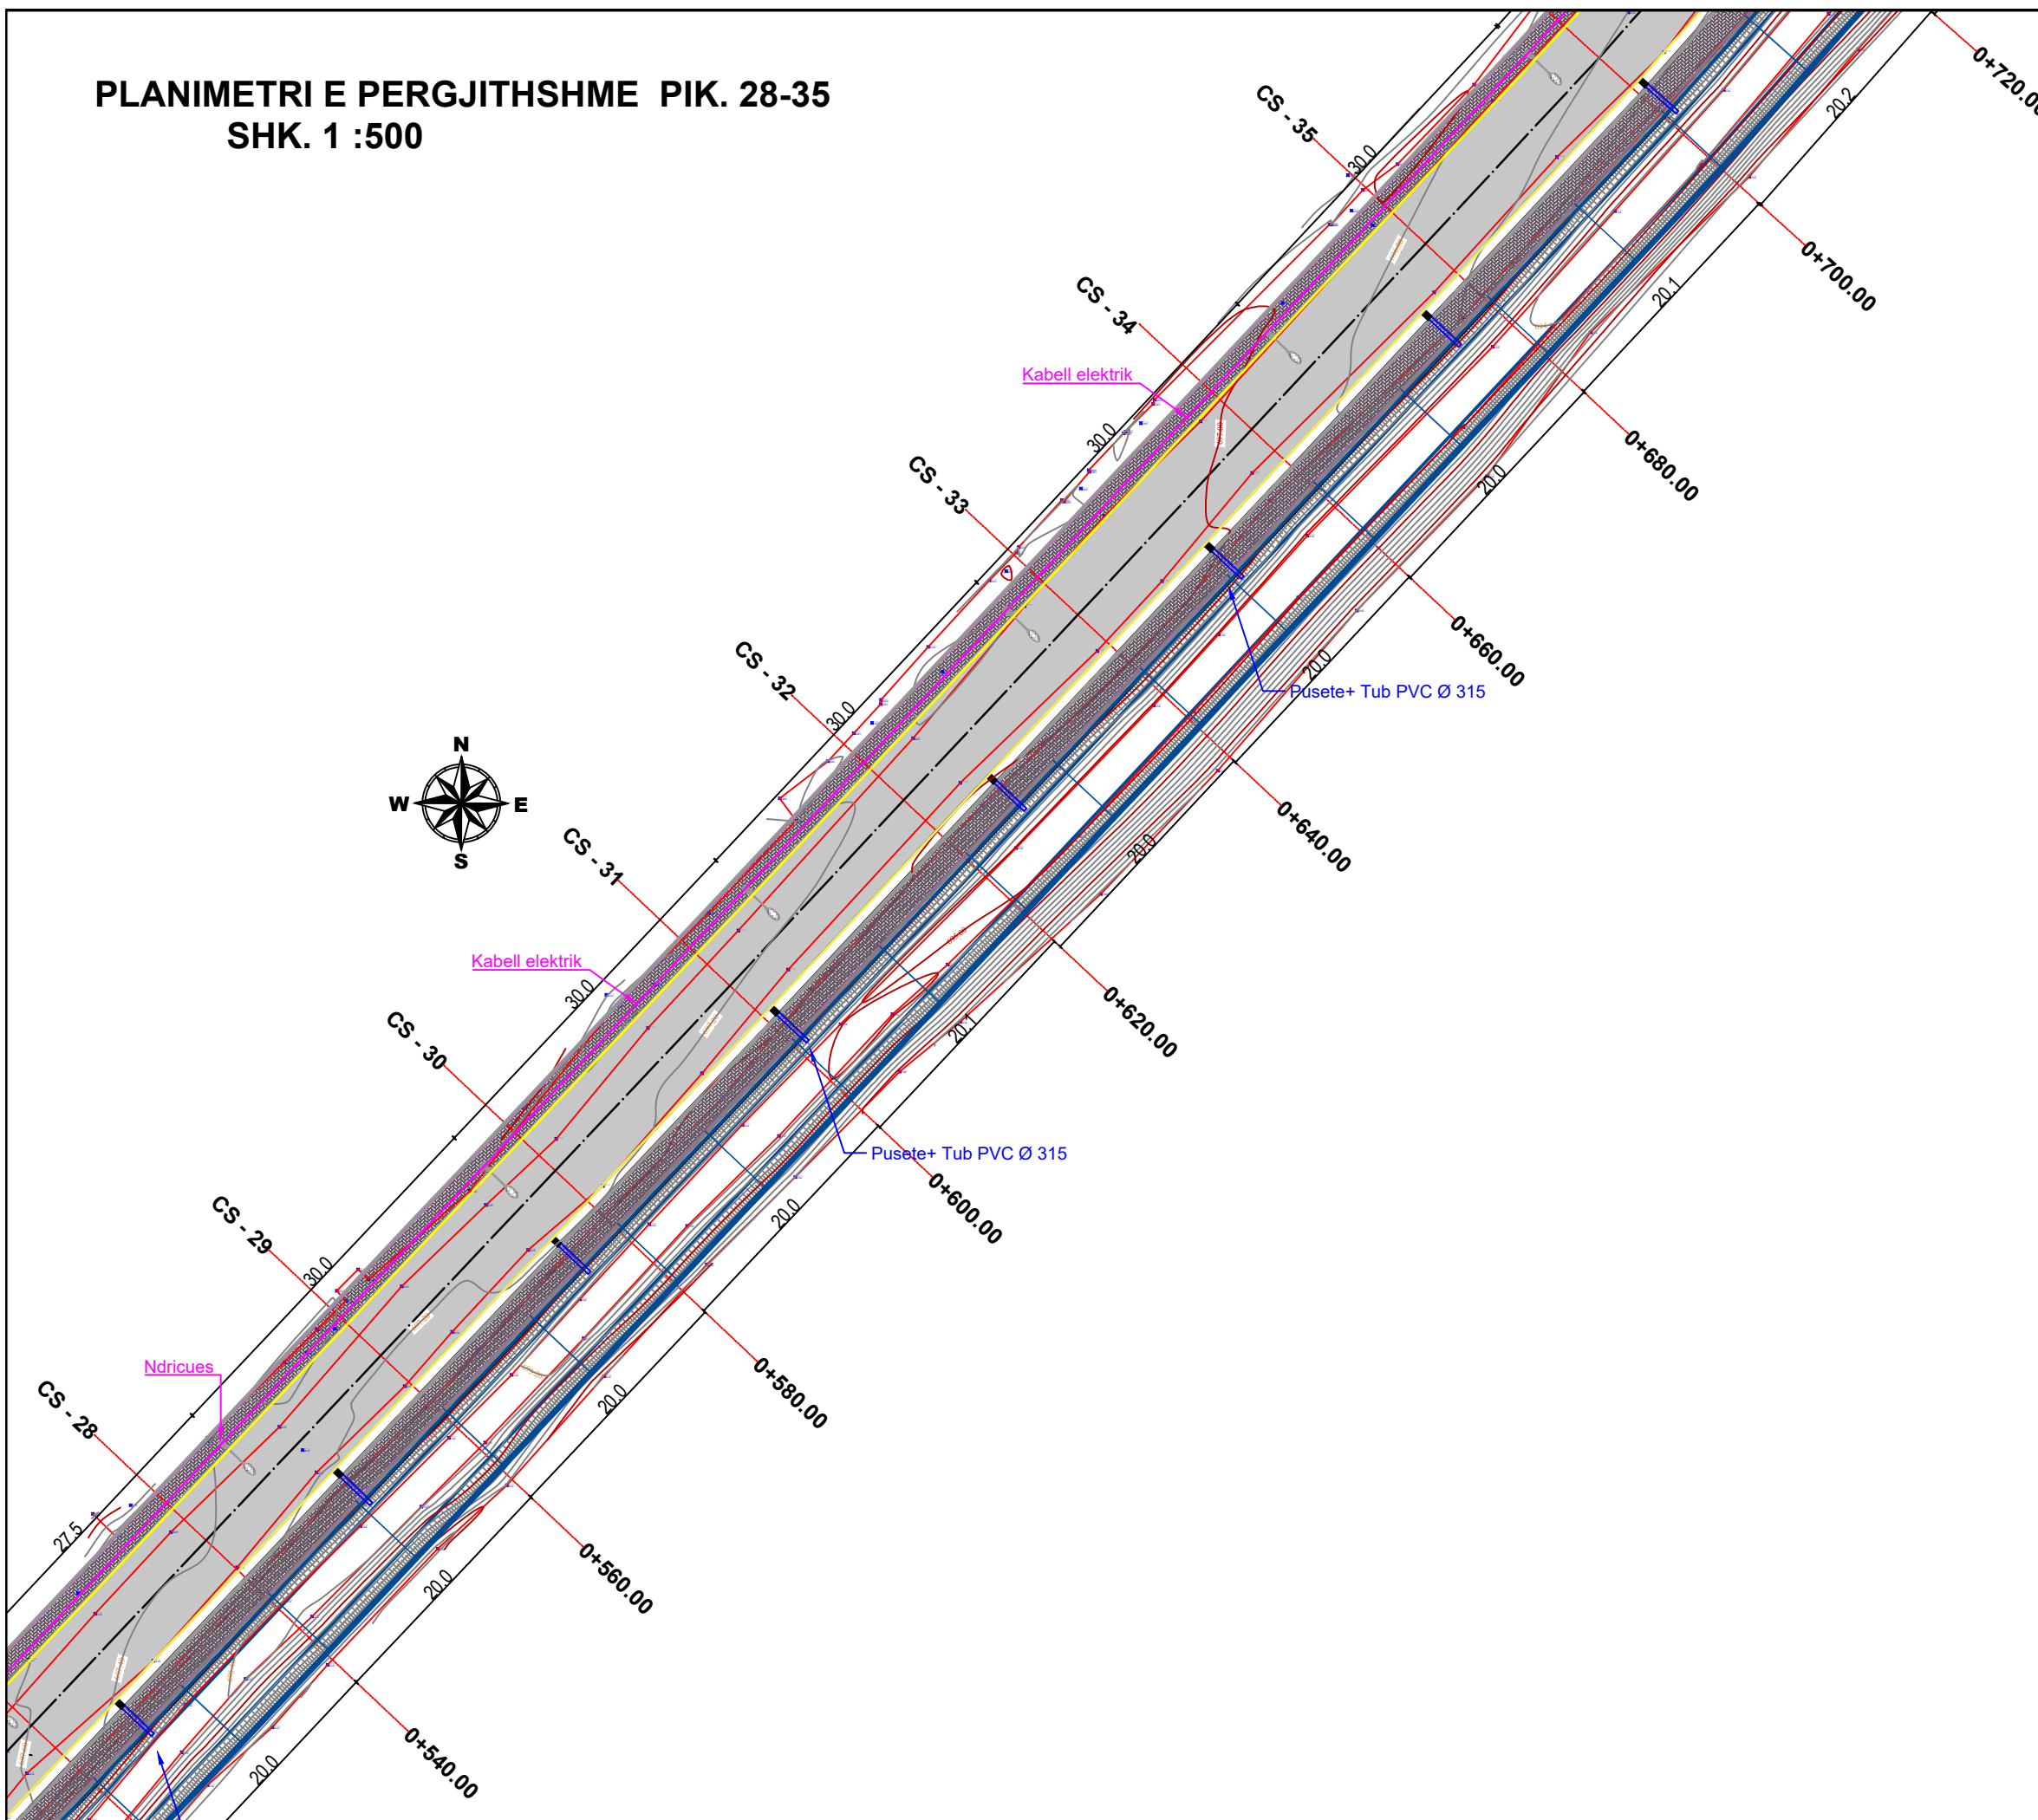 PLANIMETRI E PERGJITHSHME PIK. 28-35
SHK. 1 :500
0+720.00
CS - 35
30.0
20.2
0+700.00
CS - 34
20.1
Kabell elektrik
30.0
0+680.00
CS - 33
20.0
0+660.00
CS - 32
20.0
Pusete+ Tub PVC Ø 315
30.0
N
W E
S
0+640.00
CS - 31
20.0
Kabell elektrik
30.0
0+620.00
CS - 30
20.1
Pusete+ Tub PVC Ø 315
0+600.00
CS - 29
20.0
30.0
0+580.00
Ndricues
CS - 28
20.0
27.5
0+560.00
20.0
0+540.00
20.0